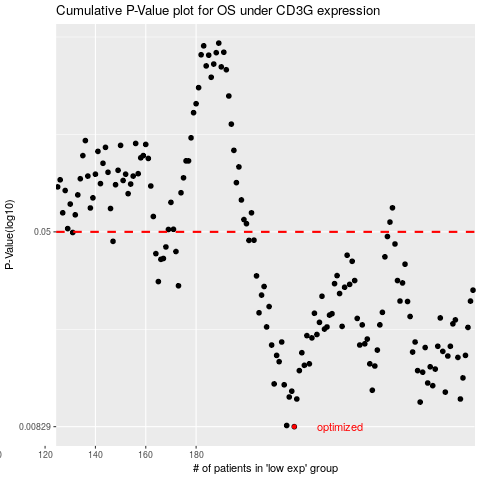 Cumulative P-Value plot for OS under CD3G expression
P-Value(log10)
0.05
0.00829
optimized
0 120 140 160 180
# of patients in 'low exp' group